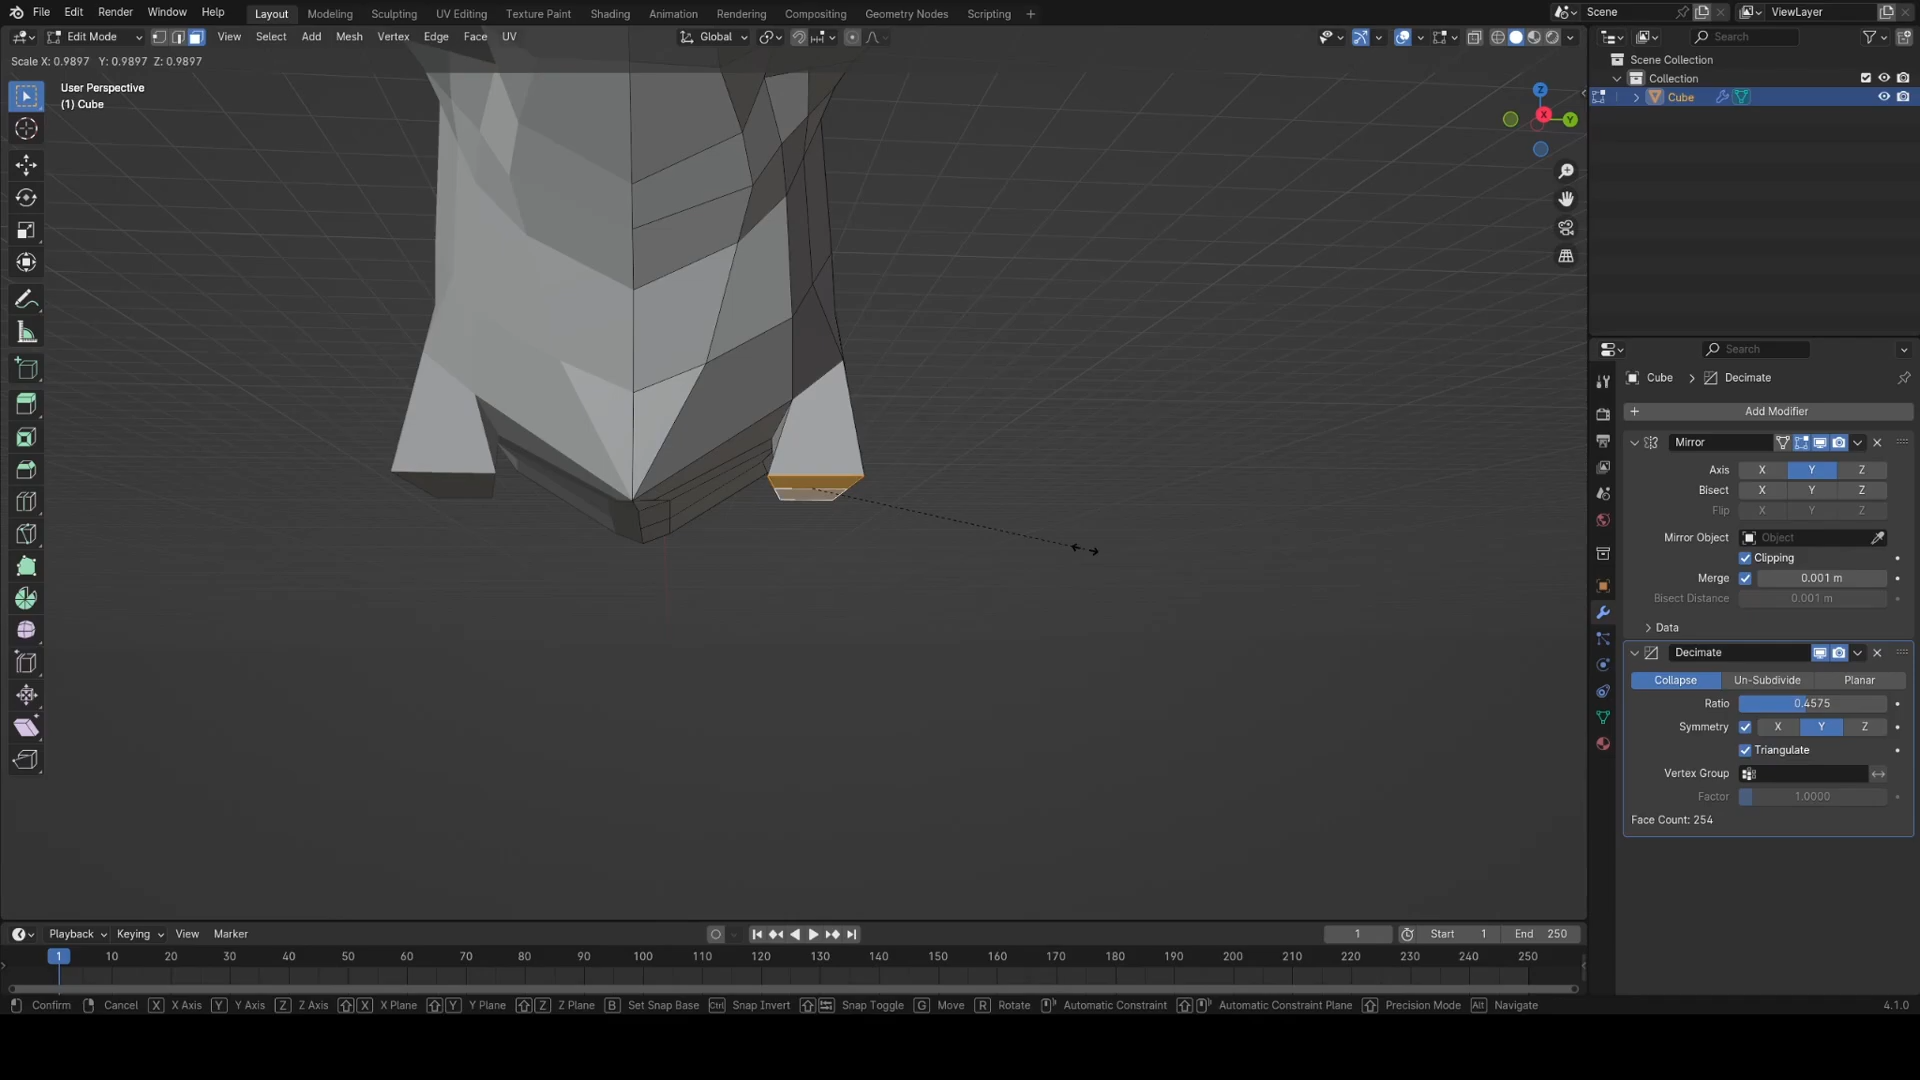 File Edit Render Window Help Layout Modeling Sculpting UV Editing Texture Paint Shading Animation Rendering Compositing Geometry Nodes Scripting + Scene ViewLayer
Edit Mode View Select Add Mesh Vertex Edge Face UV Global Search
Scale X: 0.9897 Y: 0.9897 Z: 0.9897
Scene Collection
Collection
Cube
User Perspective
(1) Cube
Z
X
Y
Search
Cube Decimate
+ Add Modifier
Mirror
Axis X Y Z
Bisect X Y Z
Flip X Y Z
Mirror Object Object
Clipping
Merge 0.001 m
Bisect Distance 0.001 m
Data
Decimate
Collapse Un-Subdivide Planar
Ratio 0.4575
Symmetry X Y Z
Triangulate
Vertex Group
Factor 1.0000
Face Count: 254
Playback Keying View Marker 1 Start 1 End 250
1 10 20 30 40 50 60 70 80 90 100 110 120 130 140 150 160 170 180 190 200 210 220 230 240 250
Confirm Cancel X X Axis Y Y Axis Z Z Axis X X Plane Y Y Plane Z Z Plane B Set Snap Base Ctrl Snap Invert Snap Toggle G Move R Rotate Automatic Constraint Automatic Constraint Plane Precision Mode Alt Navigate 4.1.0